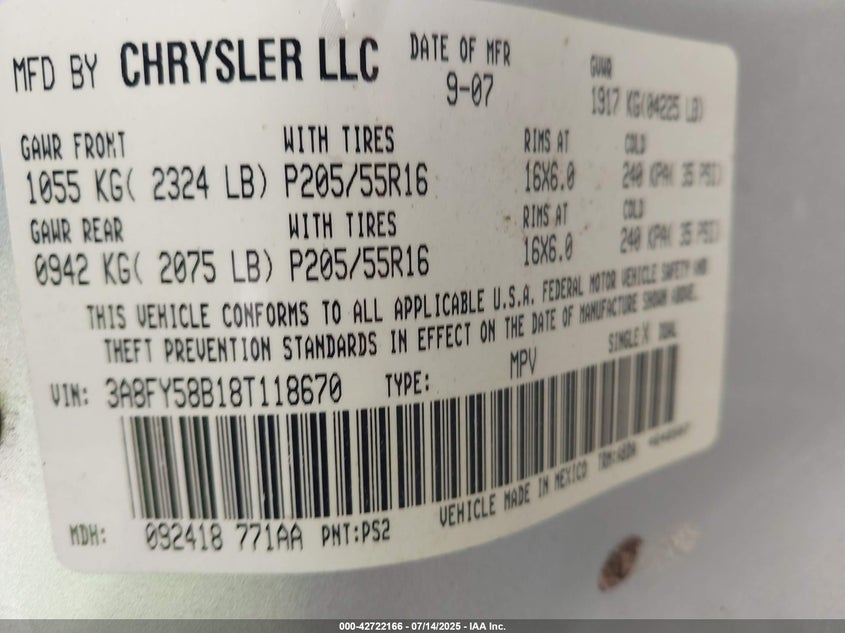 MFD BY CHRYSLER LLC DATE OF MFR GVWR
9-07 1917 KG(04225 LB)
GAWR FRONT WITH TIRES RIMS AT COLD
1055 KG( 2324 LB) P205/55R16 16X6.0 240 KPA( 35 PSI)
GAWR REAR WITH TIRES RIMS AT COLD
0942 KG( 2075 LB) P205/55R16 16X6.0 240 KPA( 35 PSI)
THIS VEHICLE CONFORMS TO ALL APPLICABLE U.S.A. FEDERAL MOTOR VEHICLE SAFETY AND
THEFT PREVENTION STANDARDS IN EFFECT ON THE DATE OF MANUFACTURE SHOWN ABOVE.
VIN: 3A8FY58B18T118670 TYPE: MPV SINGLE X DUAL
MDH: 092418 771AA PNT:PS2 VEHICLE MADE IN MEXICO
000-42722166 - 07/14/2025 - IAA Inc.